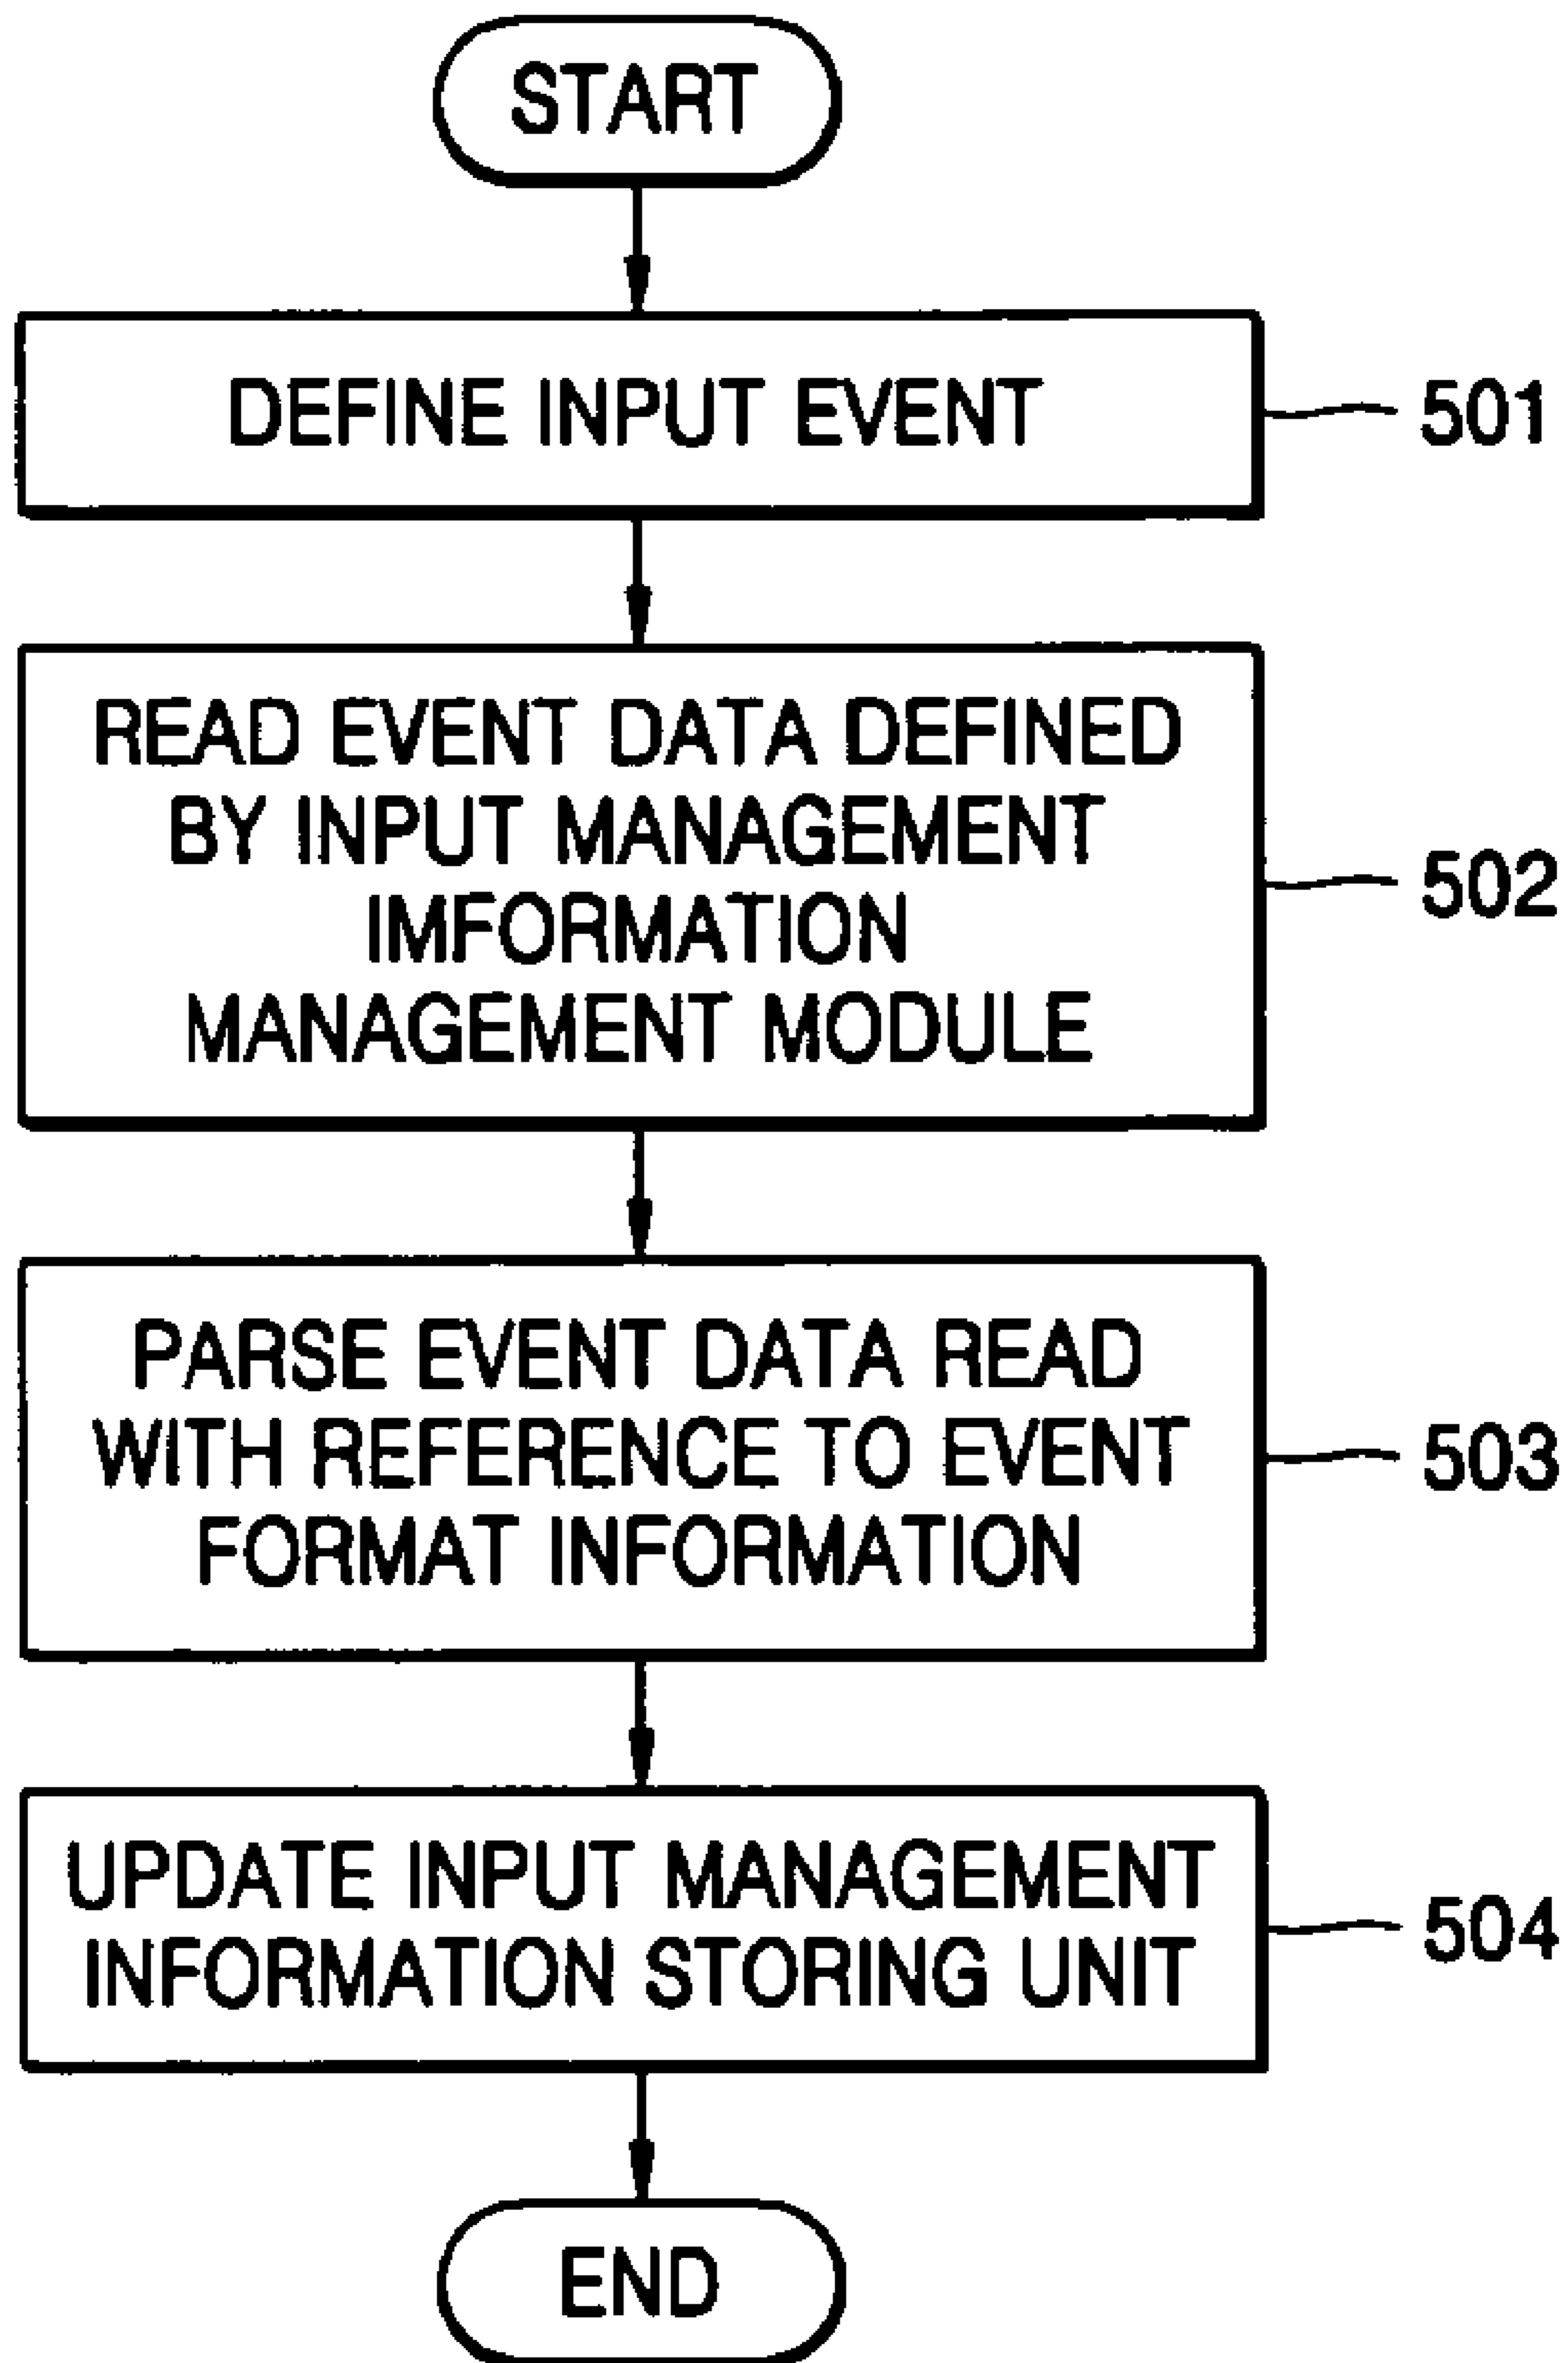 START
DEFINE INPUT EVENT
501
READ EVENT DATA DEFINED
BY INPUT MANAGEMENT
IMFORMATION
MANAGEMENT MODULE
502
PARSE EVENT DATA READ
WITH REFERENCE TO EVENT
FORMAT INFORMATION
503
UPDATE INPUT MANAGEMENT
INFORMATION STORING UNIT
504
END